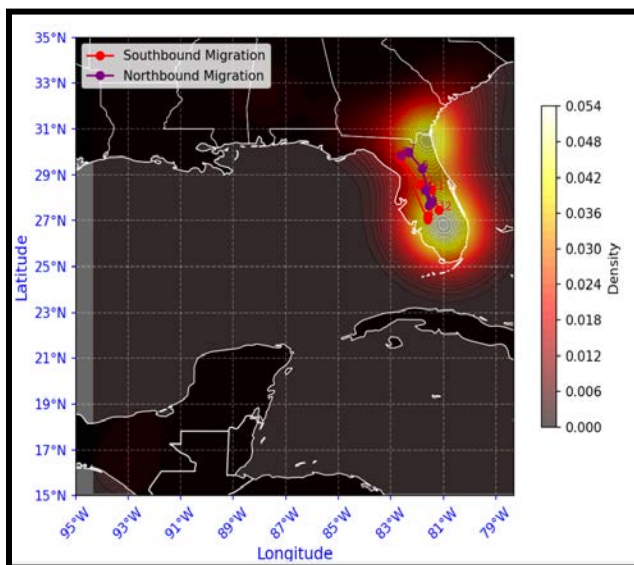 Southbound Migration
Northbound Migration
35°N
33°N
31°N
29°N
27°N
25°N
23°N
21°N
19°N
17°N
15°N
Latitude
95°W
93°W
91°W
89°W
87°W
85°W
83°W
81°W
79°W
Longitude
12
0.054
0.048
0.042
0.036
0.030
0.024
0.018
0.012
0.006
0.000
Density